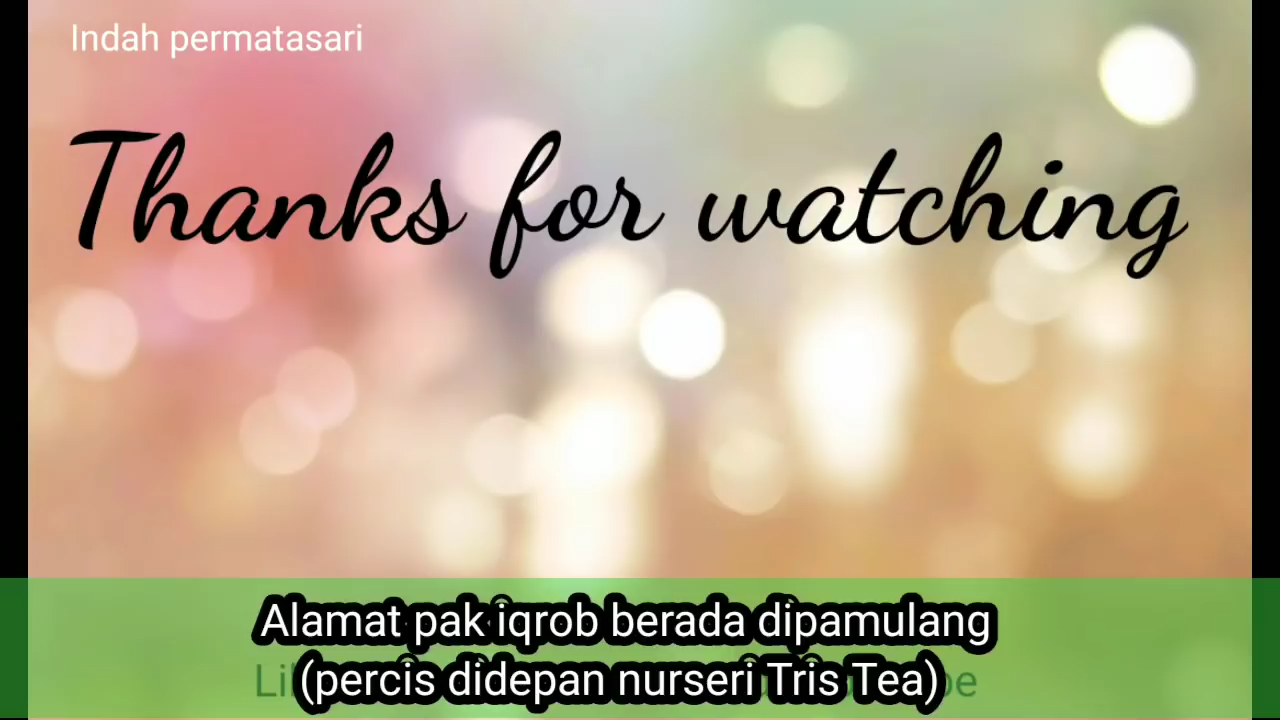 Indah permatasari
Thanks for watching
Alamat pak iqrob berada dipamulang
(percis didepan nurseri Tris Tea)